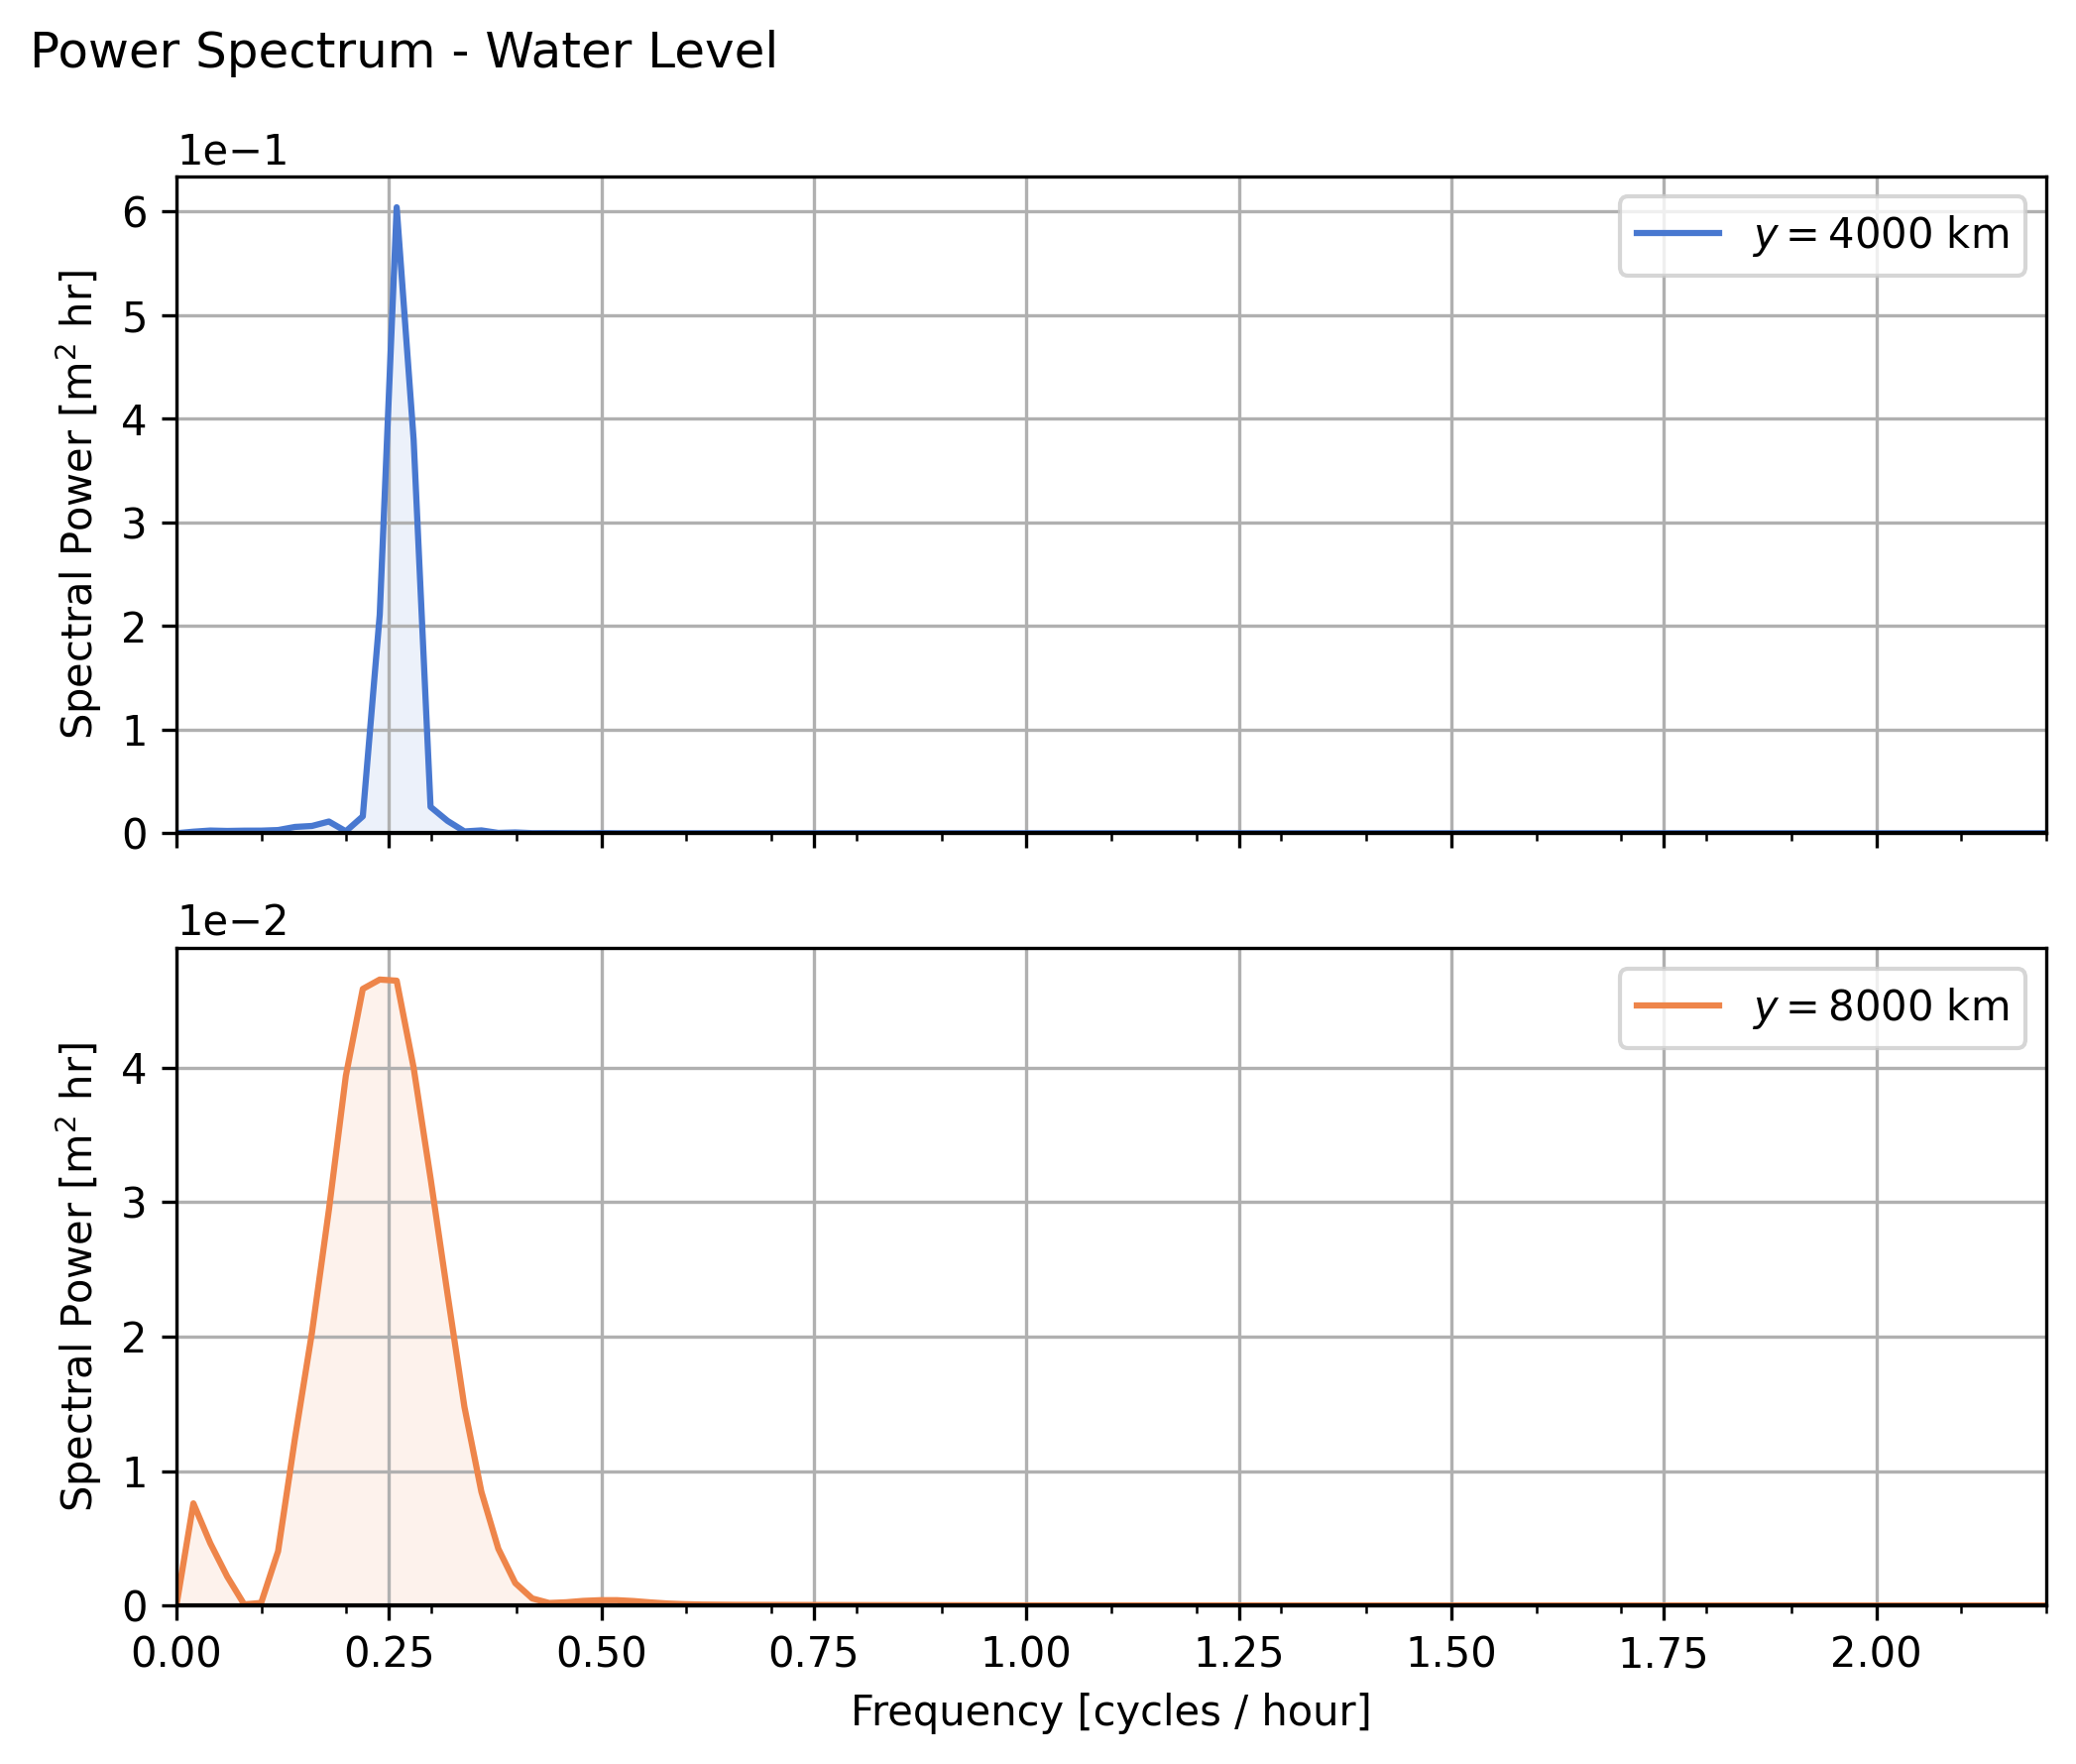 Power Spectrum - Water Level
1e−1
6
5
4
3
2
1
0
Spectral Power [m² hr]
y = 4000 km
1e−2
4
3
2
1
0
Spectral Power [m² hr]
y = 8000 km
0.00 0.25 0.50 0.75 1.00 1.25 1.50 1.75 2.00
Frequency [cycles / hour]